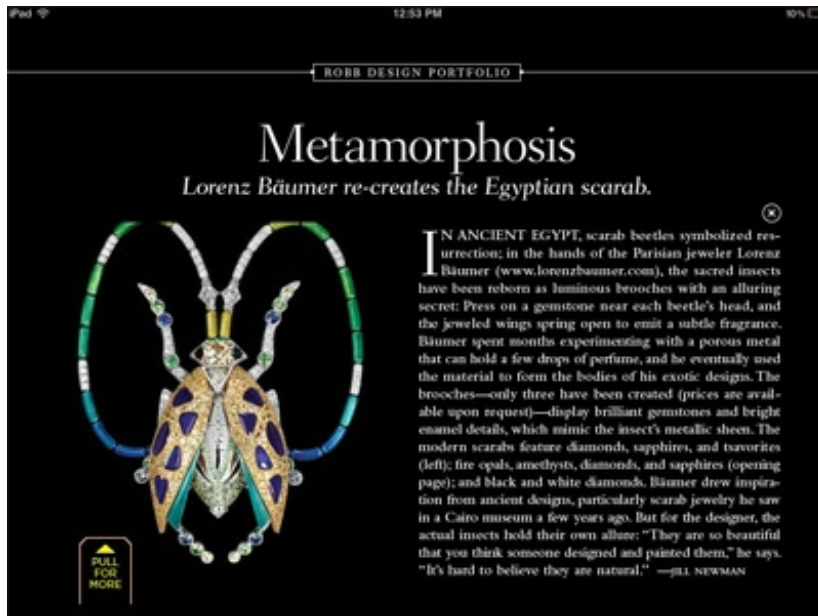 iPad
12:53 PM
10%
ROBB DESIGN PORTFOLIO
Metamorphosis
Lorenz Bäumer re-creates the Egyptian scarab.
IN ANCIENT EGYPT, scarab beetles symbolized res-
urrection; in the hands of the Parisian jeweler Lorenz
Bäumer (www.lorenzbaumer.com), the sacred insects
have been reborn as luminous brooches with an alluring
secret: Press on a gemstone near each beetle's head, and
the jeweled wings spring open to emit a subtle fragrance.
Bäumer spent months experimenting with a porous metal
that can hold a few drops of perfume, and he eventually used
the material to form the bodies of his exotic designs. The
brooches—only three have been created (prices are avail-
able upon request)—display brilliant gemstones and bright
enamel details, which mimic the insect's metallic sheen. The
modern scarabs feature diamonds, sapphires, and tsavorites
(left); fire opals, amethysts, diamonds, and sapphires (opening
page); and black and white diamonds. Bäumer drew inspira-
tion from ancient designs, particularly scarab jewelry he saw
in a Cairo museum a few years ago. But for the designer, the
actual insects hold their own allure: "They are so beautiful
that you think someone designed and painted them," he says.
"It's hard to believe they are natural." —JILL NEWMAN
PULL
FOR
MORE